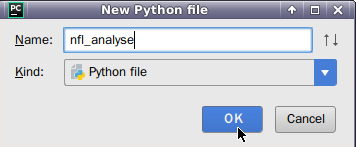 PC New Python file
Name: nfl_analyse
Kind: Python file
OK Cancel